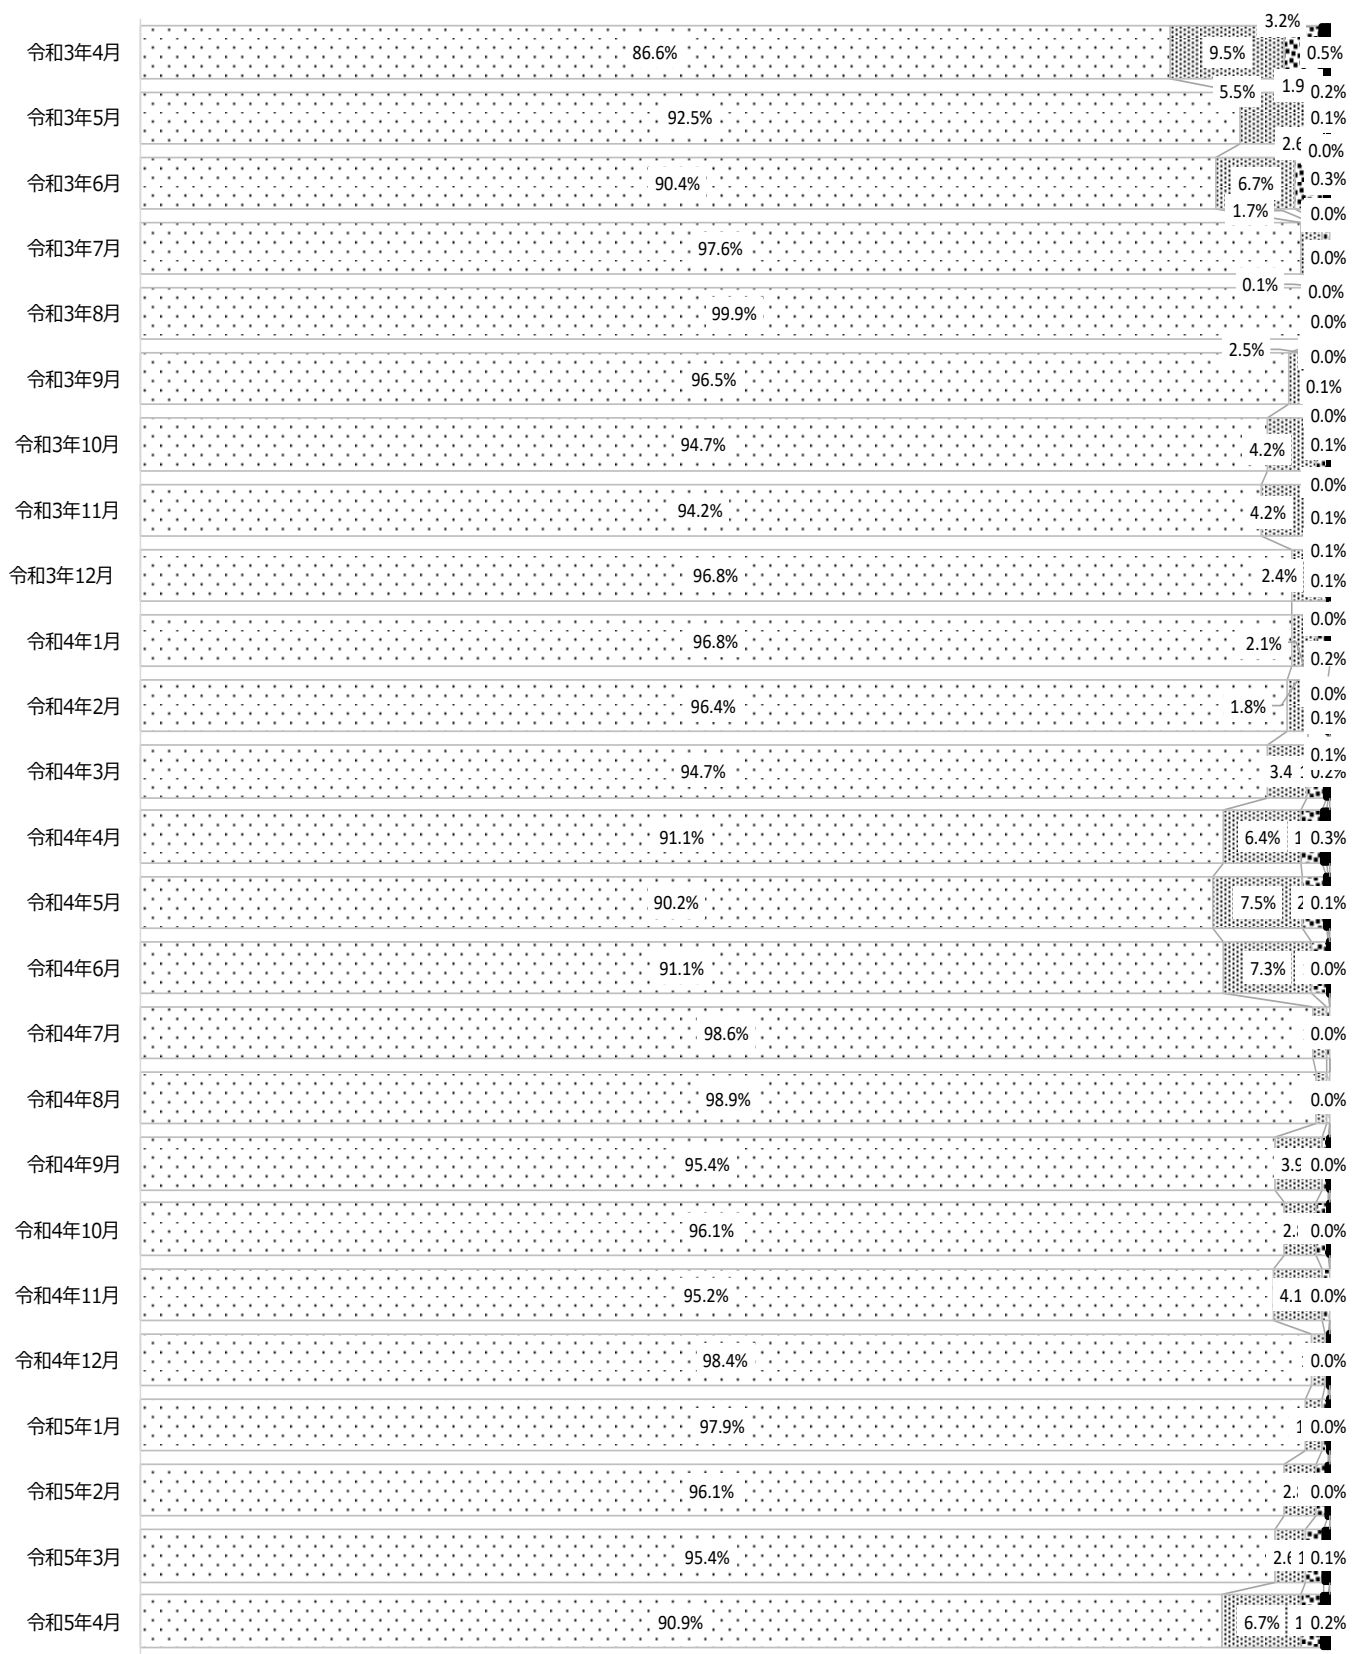 3.2%
令和3年4月 86.6% 9.5% 0.5%
5.5% 1.9 0.2%
令和3年5月 92.5% 0.1%
2.6 0.0%
令和3年6月 90.4% 6.7% 0.3%
1.7% 0.0%
令和3年7月 97.6% 0.0%
0.1% 0.0%
令和3年8月 99.9% 0.0%
2.5% 0.0%
令和3年9月 96.5% 0.1%
0.0%
令和3年10月 94.7% 4.2% 0.1%
0.0%
令和3年11月 94.2% 4.2% 0.1%
0.1%
令和3年12月 96.8% 2.4% 0.1%
0.0%
令和4年1月 96.8% 2.1% 0.2%
0.0%
令和4年2月 96.4% 1.8% 0.1%
0.1%
令和4年3月 94.7% 3.4 0.2%
令和4年4月 91.1% 6.4% 1 0.3%
令和4年5月 90.2% 7.5% 2 0.1%
令和4年6月 91.1% 7.3% 0.0%
令和4年7月 98.6% 0.0%
令和4年8月 98.9% 0.0%
令和4年9月 95.4% 3.9 0.0%
令和4年10月 96.1% 2. 0.0%
令和4年11月 95.2% 4.1 0.0%
令和4年12月 98.4% 0.0%
令和5年1月 97.9% 1 0.0%
令和5年2月 96.1% 2. 0.0%
令和5年3月 95.4% 2.6 1 0.1%
令和5年4月 90.9% 6.7% 1 0.2%